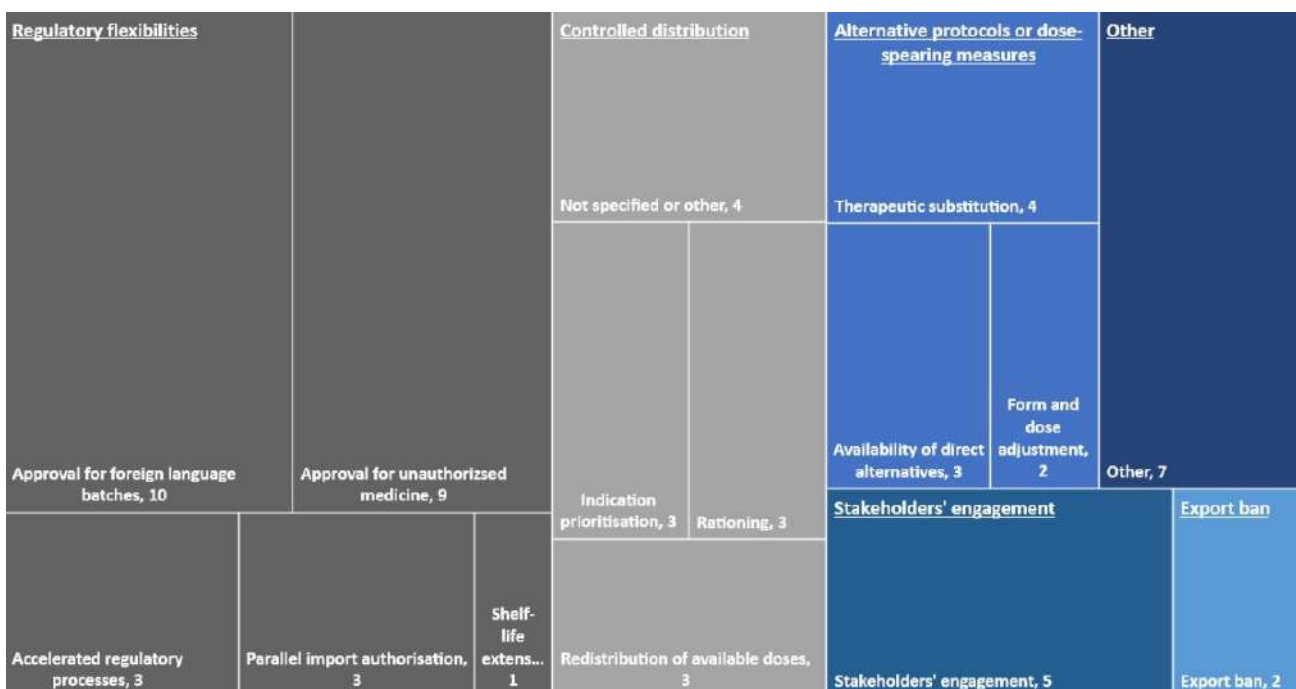 Regulatory flexibilities
Approval for foreign language
batches, 10
Approval for unauthorizsed
medicine, 9
Accelerated regulatory
processes, 3
Parallel import authorisation,
3
Shelf-
life
extens...
1
Controlled distribution
Not specified or other, 4
Indication
prioritisation, 3
Rationing, 3
Redistribution of available doses,
3
Alternative protocols or dose-
spearing measures
Therapeutic substitution, 4
Availability of direct
alternatives, 3
Form and
dose
adjustment,
2
Other
Other, 7
Stakeholders' engagement
Stakeholders' engagement, 5
Export ban
Export ban, 2